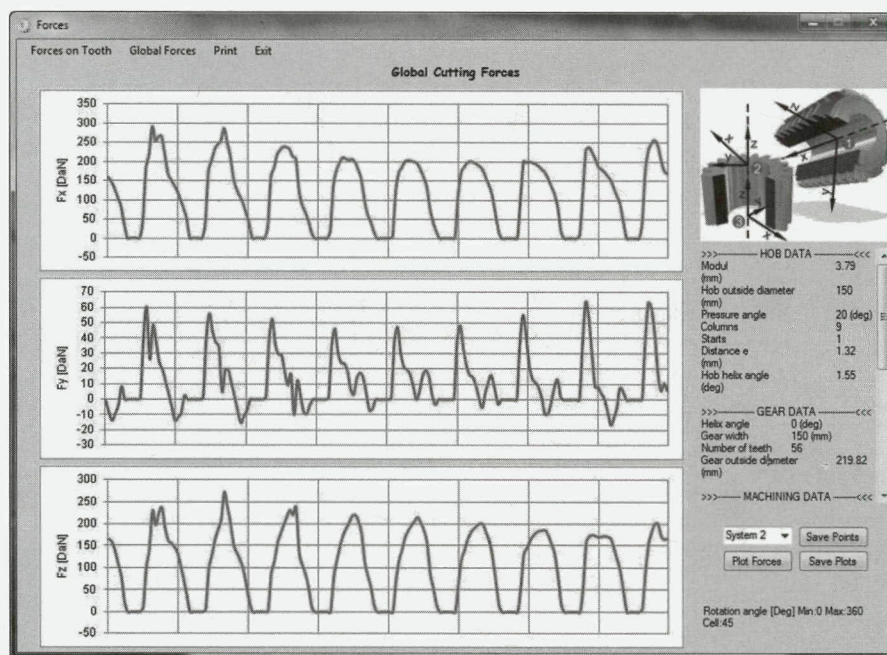 Forces
Forces on Tooth Global Forces Print Exit
Global Cutting Forces
Fx [DaN]
350
300
250
200
150
100
50
0
-50
Fy [DaN]
70
60
50
40
30
20
10
0
-10
-20
-30
Fz [DaN]
300
250
200
150
100
50
0
-50
z
x
1
y
x
z
y
2
z
y
3
x
>>>------- HOB DATA -------<<<
Modul 3.79
(mm)
Hob outside diameter 150
(mm)
Pressure angle 20 (deg)
Columns 9
Starts 1
Distance e 1.32
(mm)
Hob helix angle 1.55
(deg)
>>>------- GEAR DATA -------<<<
Helix angle 0 (deg)
Gear width 150 (mm)
Number of teeth 56
Gear outside diameter 219.82
(mm)
>>>---- MACHINING DATA ----<<<
System 2 Save Points
Plot Forces Save Plots
Rotation angle [Deg] Min:0 Max:360
Cell:45